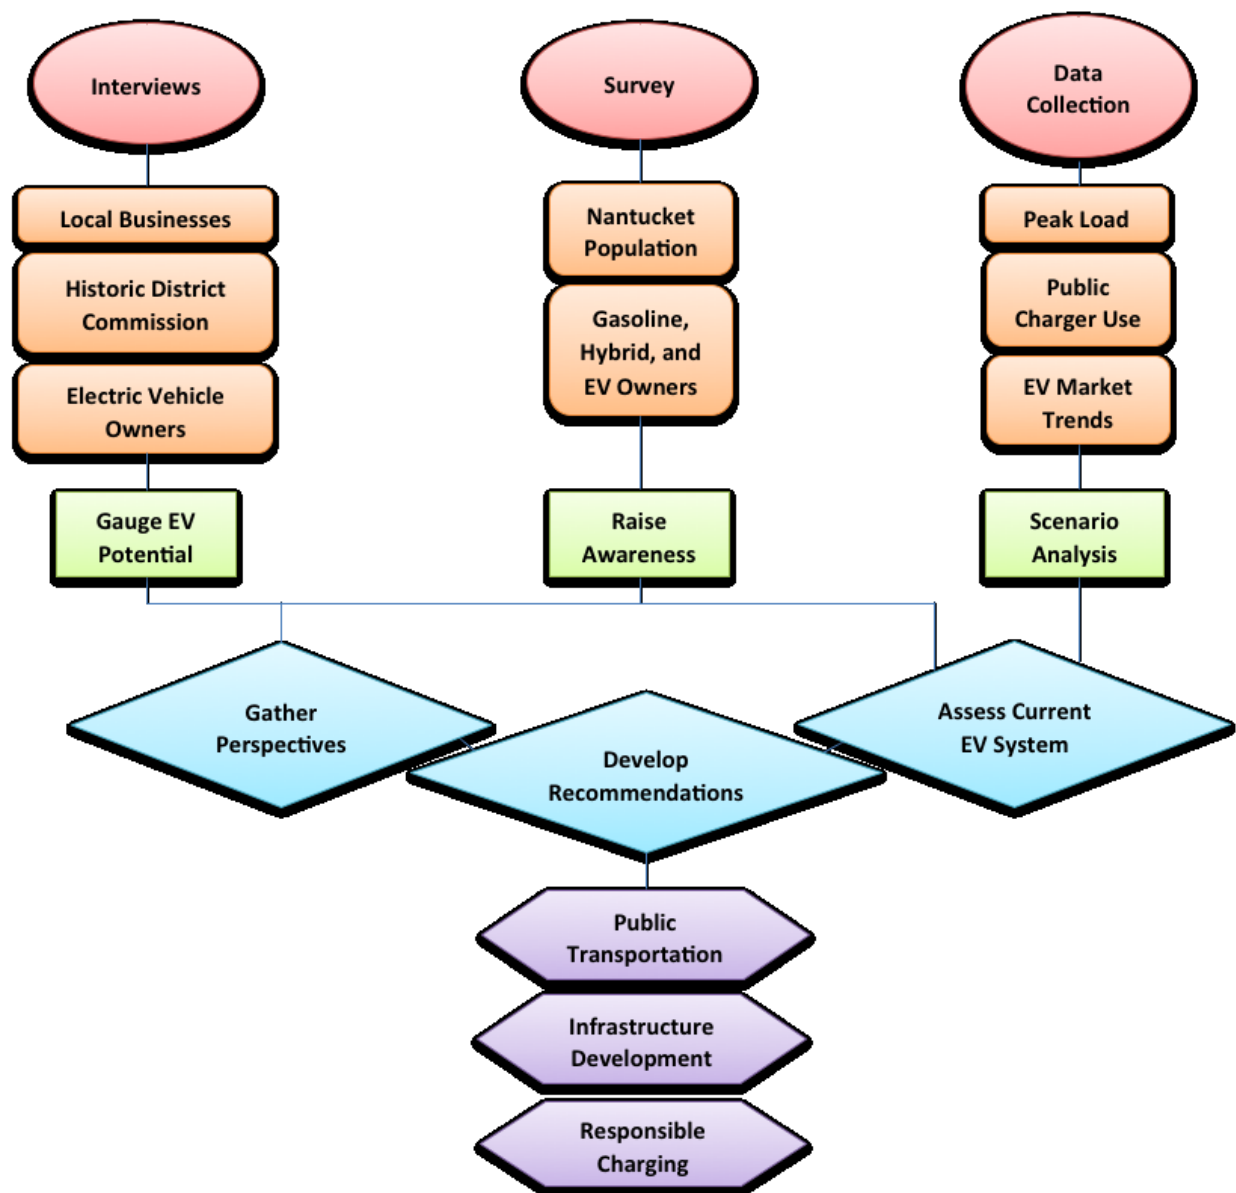 Interviews
Survey
Data
Collection
Local Businesses
Historic District
Commission
Electric Vehicle
Owners
Nantucket
Population
Gasoline,
Hybrid, and
EV Owners
Peak Load
Public
Charger Use
EV Market
Trends
Gauge EV
Potential
Raise
Awareness
Scenario
Analysis
Gather
Perspectives
Develop
Recommendations
Assess Current
EV System
Public
Transportation
Infrastructure
Development
Responsible
Charging